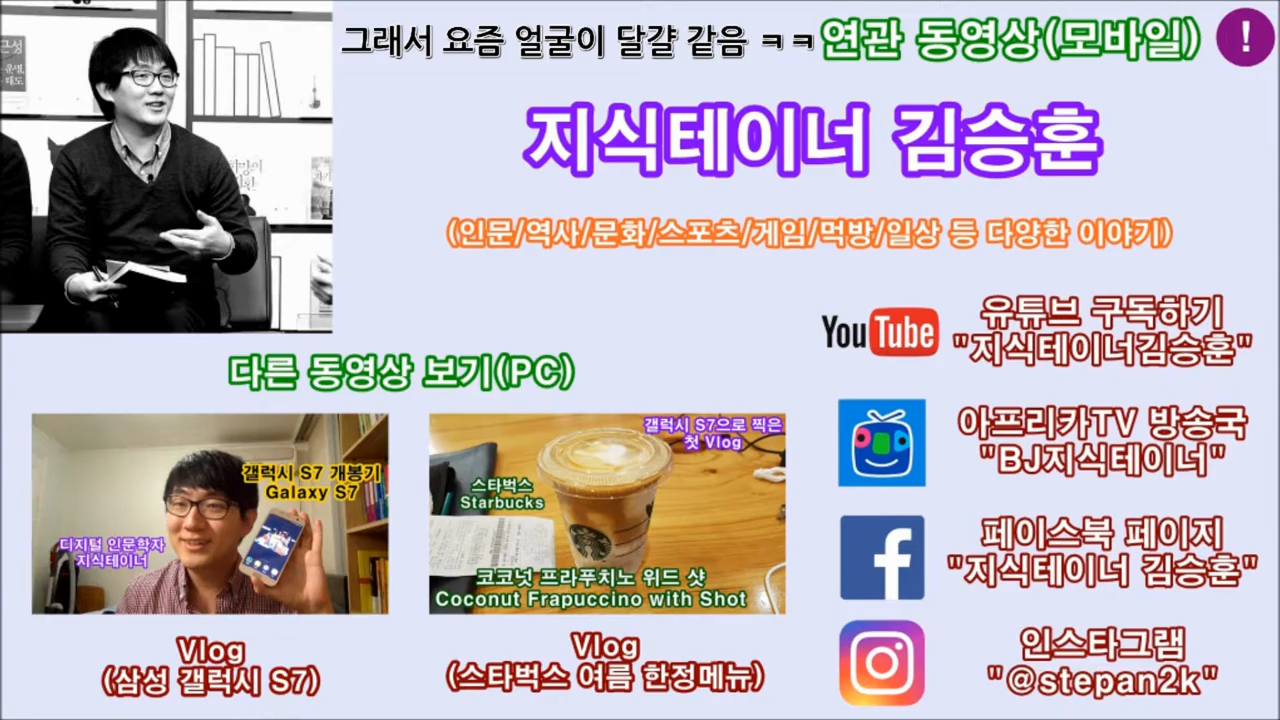 그래서 요즘 얼굴이 달걀 같음 ㅋㅋ
연관 동영상(모바일)
!
지식테이너 김승훈
(인문/역사/문화/스포츠/게임/먹방/일상 등 다양한 이야기)
YouTube
유튜브 구독하기
"지식테이너김승훈"
다른 동영상 보기(PC)
갤럭시 S7 개봉기
Galaxy S7
디지털 인문학자
지식테이너
갤럭시 S7으로 찍은
첫 Vlog
스타벅스
Starbucks
코코넛 프라푸치노 위드 샷
Coconut Frapuccino with Shot
아프리카TV 방송국
"BJ지식테이너"
f
페이스북 페이지
"지식테이너 김승훈"
Vlog
(삼성 갤럭시 S7)
Vlog
(스타벅스 여름 한정메뉴)
인스타그램
"@stepan2k"